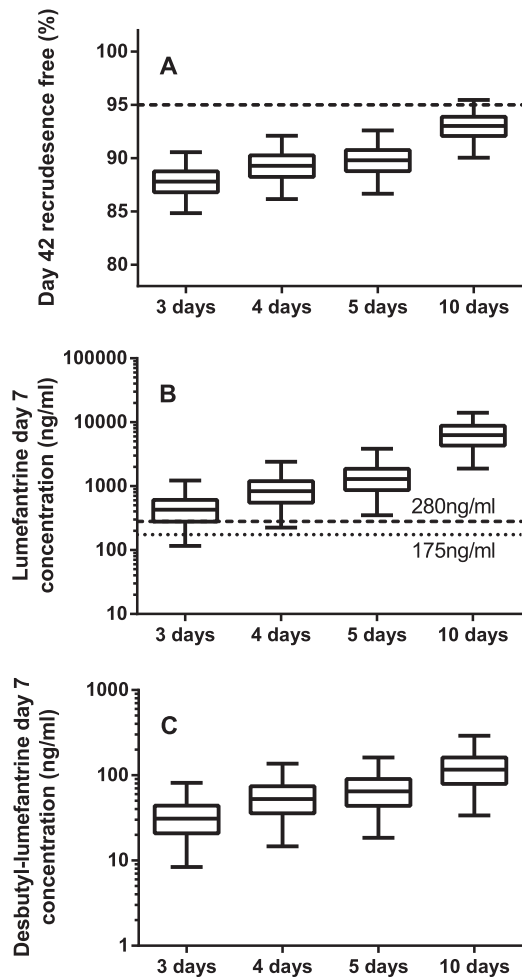 Day 42 recrudesence free (%)
A
100
95
90
85
80
3 days 4 days 5 days 10 days
Lumefantrine day 7
concentration (ng/ml)
B
100000
10000
1000
100
10
280ng/ml
175ng/ml
3 days 4 days 5 days 10 days
Desbutyl-lumefantrine day 7
concentration (ng/ml)
C
1000
100
10
1
3 days 4 days 5 days 10 days